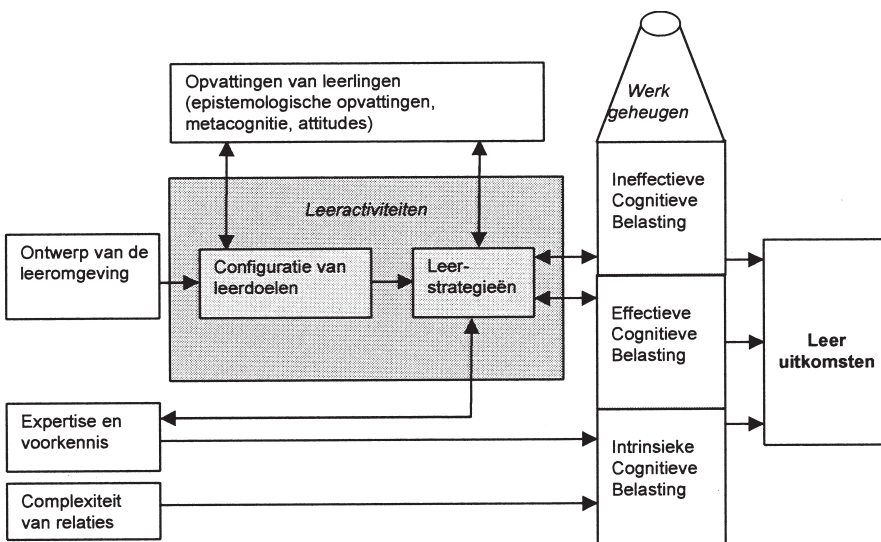 Opvattingen van leerlingen
(epistemologische opvattingen,
metacognitie, attitudes)
Werk
geheugen
Leeractiviteiten
Ontwerp van de
leeromgeving
Configuratie van
leerdoelen
Leer-
strategieën
Ineffectieve
Cognitieve
Belasting
Effectieve
Cognitieve
Belasting
Intrinsieke
Cognitieve
Belasting
Leer
uitkomsten
Expertise en
voorkennis
Complexiteit
van relaties